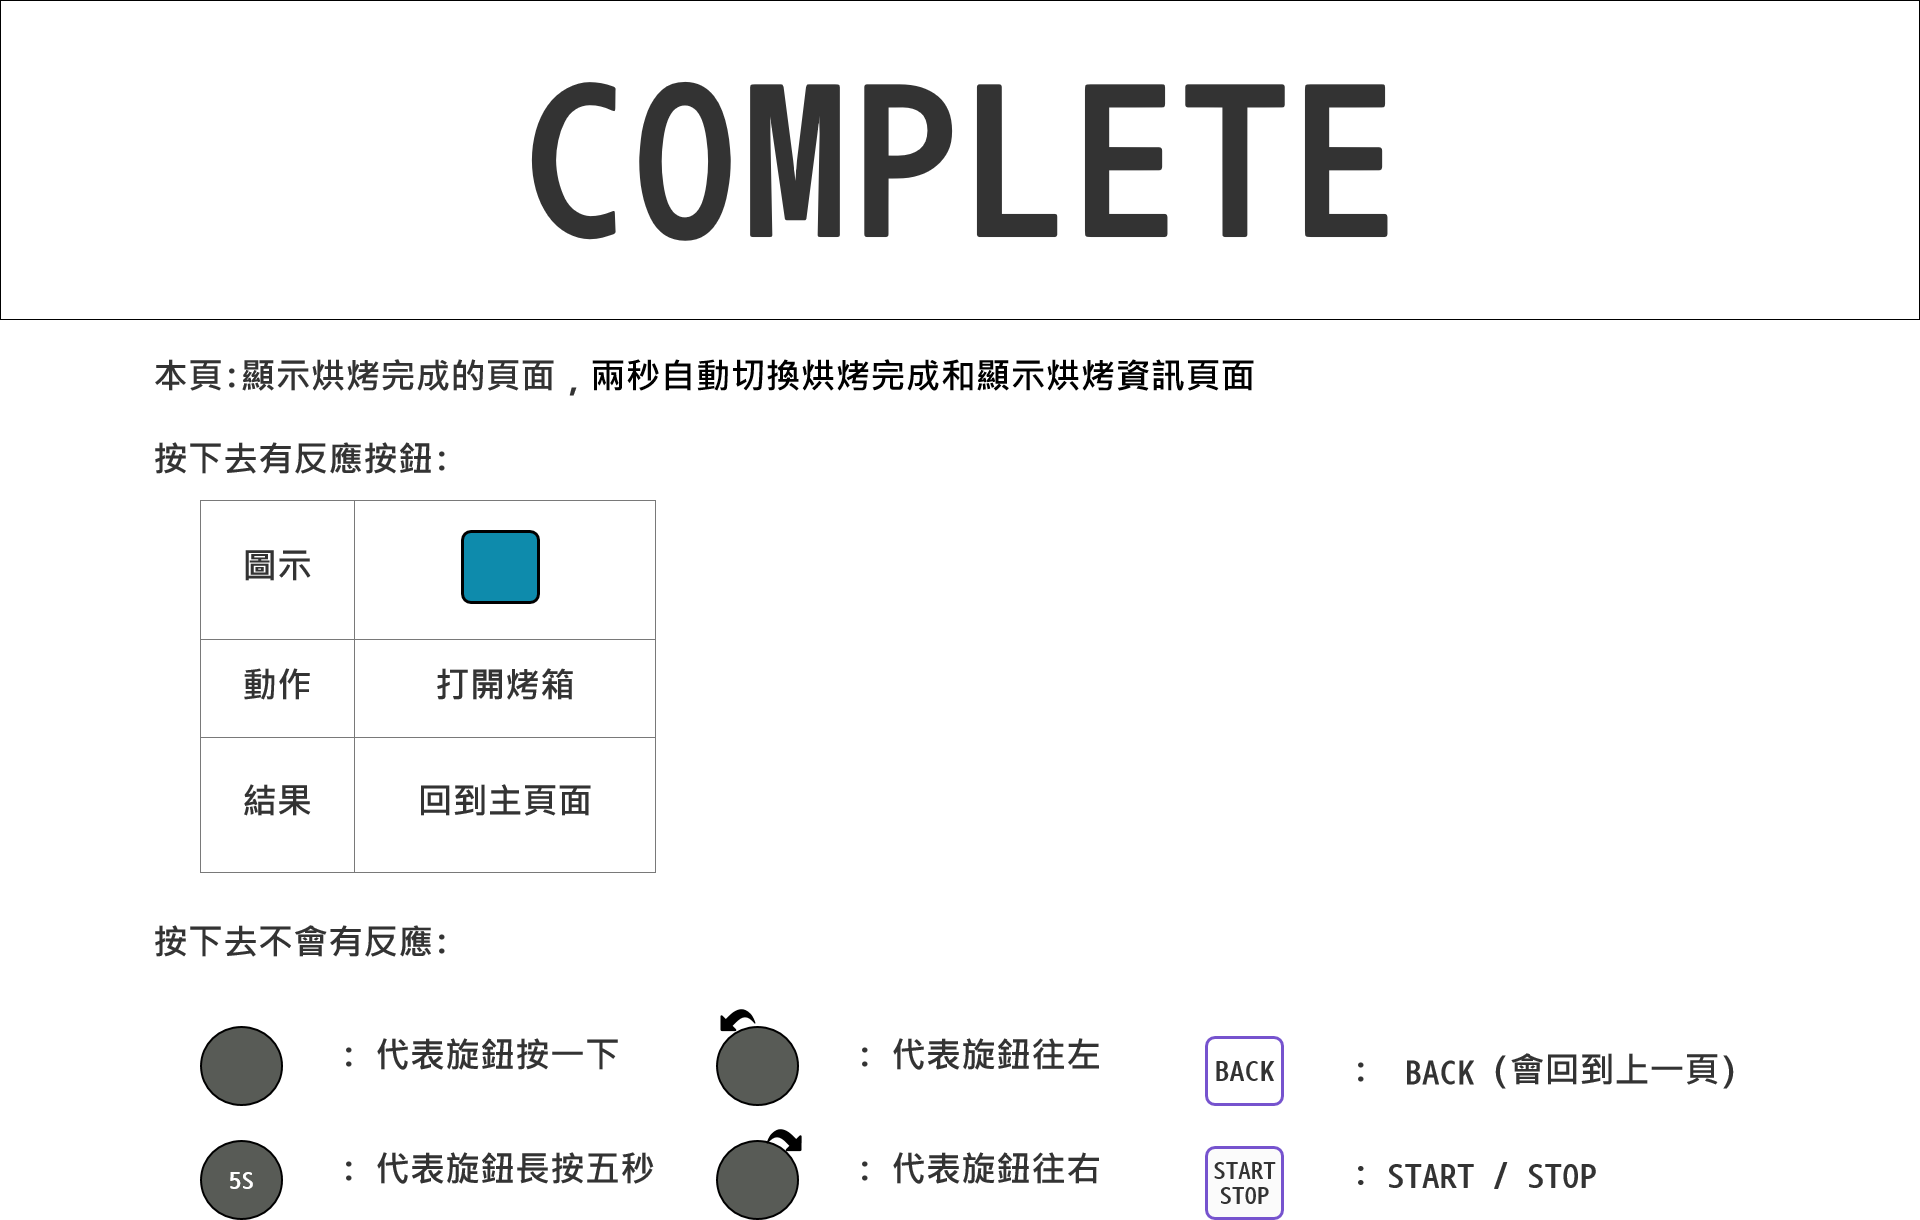 COMPLETE
本頁:顯示烘烤完成的頁面 , 兩秒自動切換烘烤完成和顯示烘烤資訊頁面
按下去有反應按鈕:
圖示
動作 打開烤箱
結果 回到主頁面
按下去不會有反應:
: 代表旋鈕按一下
: 代表旋鈕往左
BACK : BACK (會回到上一頁)
5S : 代表旋鈕長按五秒
: 代表旋鈕往右
START
STOP
: START / STOP